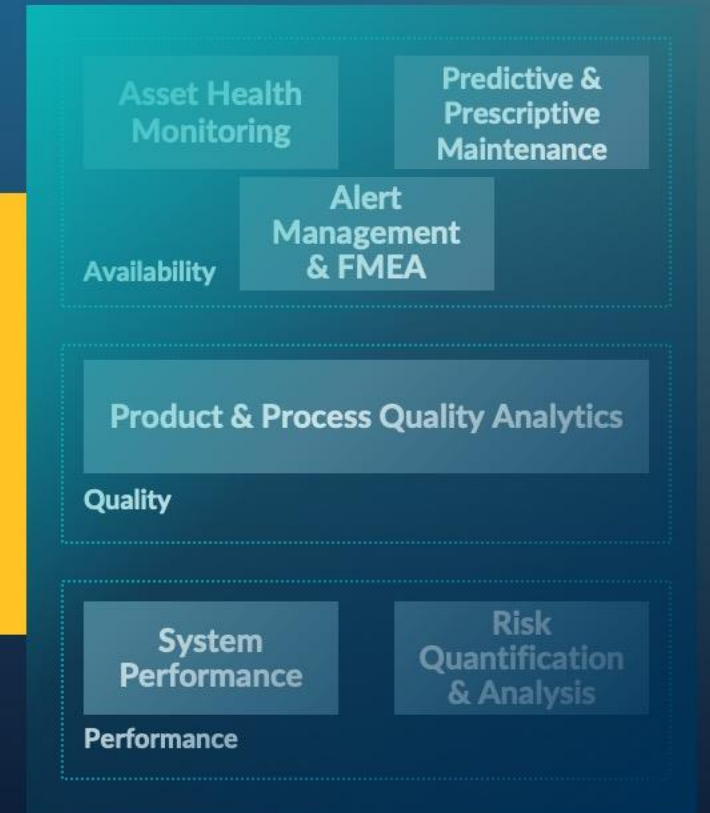 Asset Health
Monitoring
Predictive &
Prescriptive
Maintenance
Alert
Management
& FMEA
Availability
Product & Process Quality Analytics
Quality
System
Performance
Risk
Quantification
& Analysis
Performance